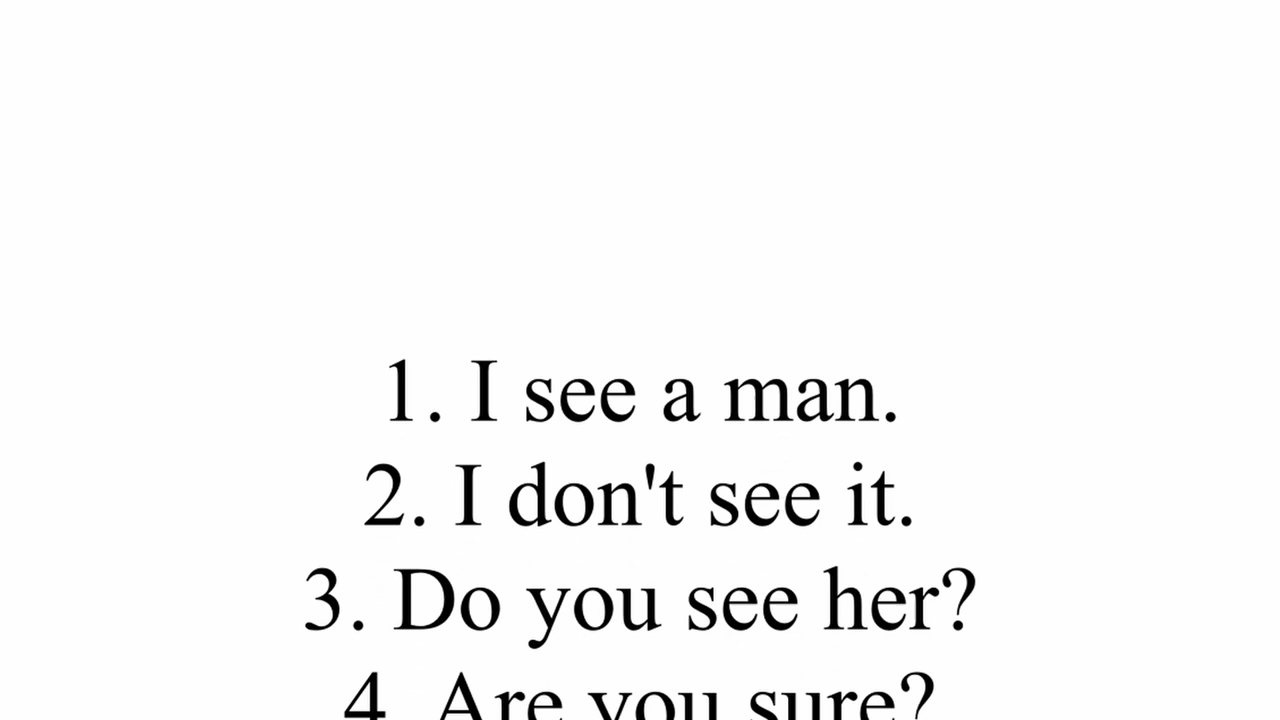 1. I see a man.
2. I don't see it.
3. Do you see her?
4. Are you sure?